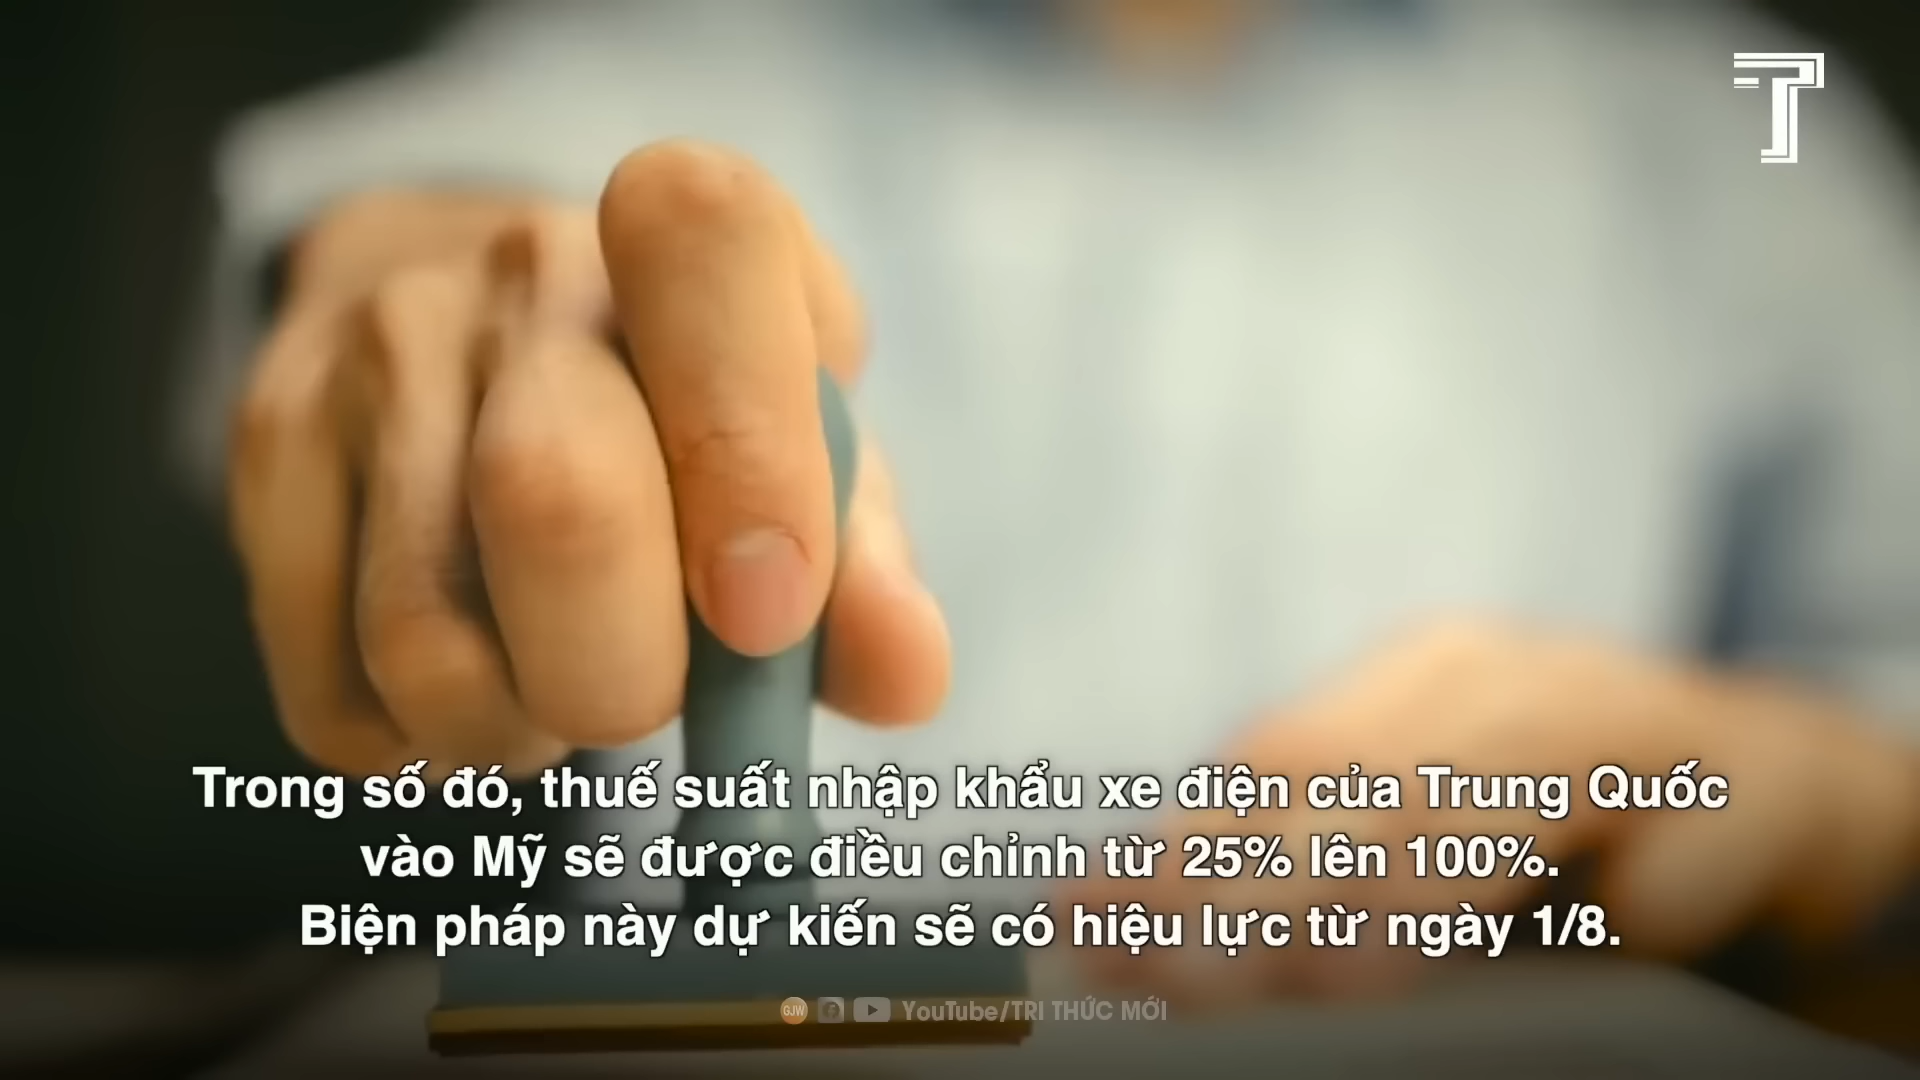 Trong số đó, thuế suất nhập khẩu xe điện của Trung Quốc
vào Mỹ sẽ được điều chỉnh từ 25% lên 100%.
Biện pháp này dự kiến sẽ có hiệu lực từ ngày 1/8.
GJW YouTube/TRI THỨC MỚI